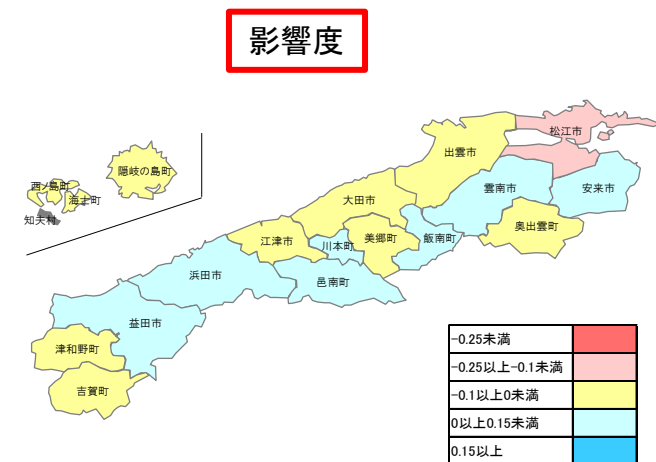 影響度
松江市
出雲市
隠岐の島町
西ノ島町
海士町
知夫村
雲南市
安来市
大田市
奥出雲町
江津市
川本町
美郷町
飯南町
浜田市
邑南町
益田市
津和野町
吉賀町
-0.25未満
-0.25以上-0.1未満
-0.1以上0未満
0以上0.15未満
0.15以上